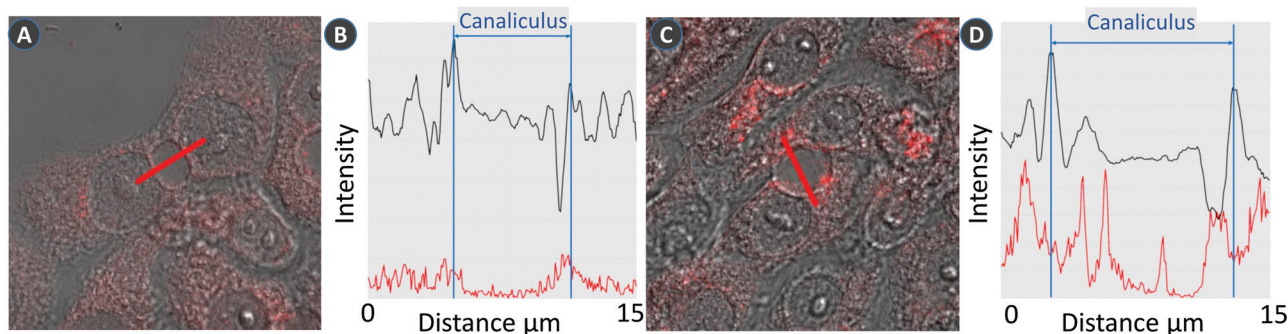 A
B
Canaliculus
Intensity
0
15
Distance µm
C
D
Canaliculus
Intensity
0
15
Distance µm